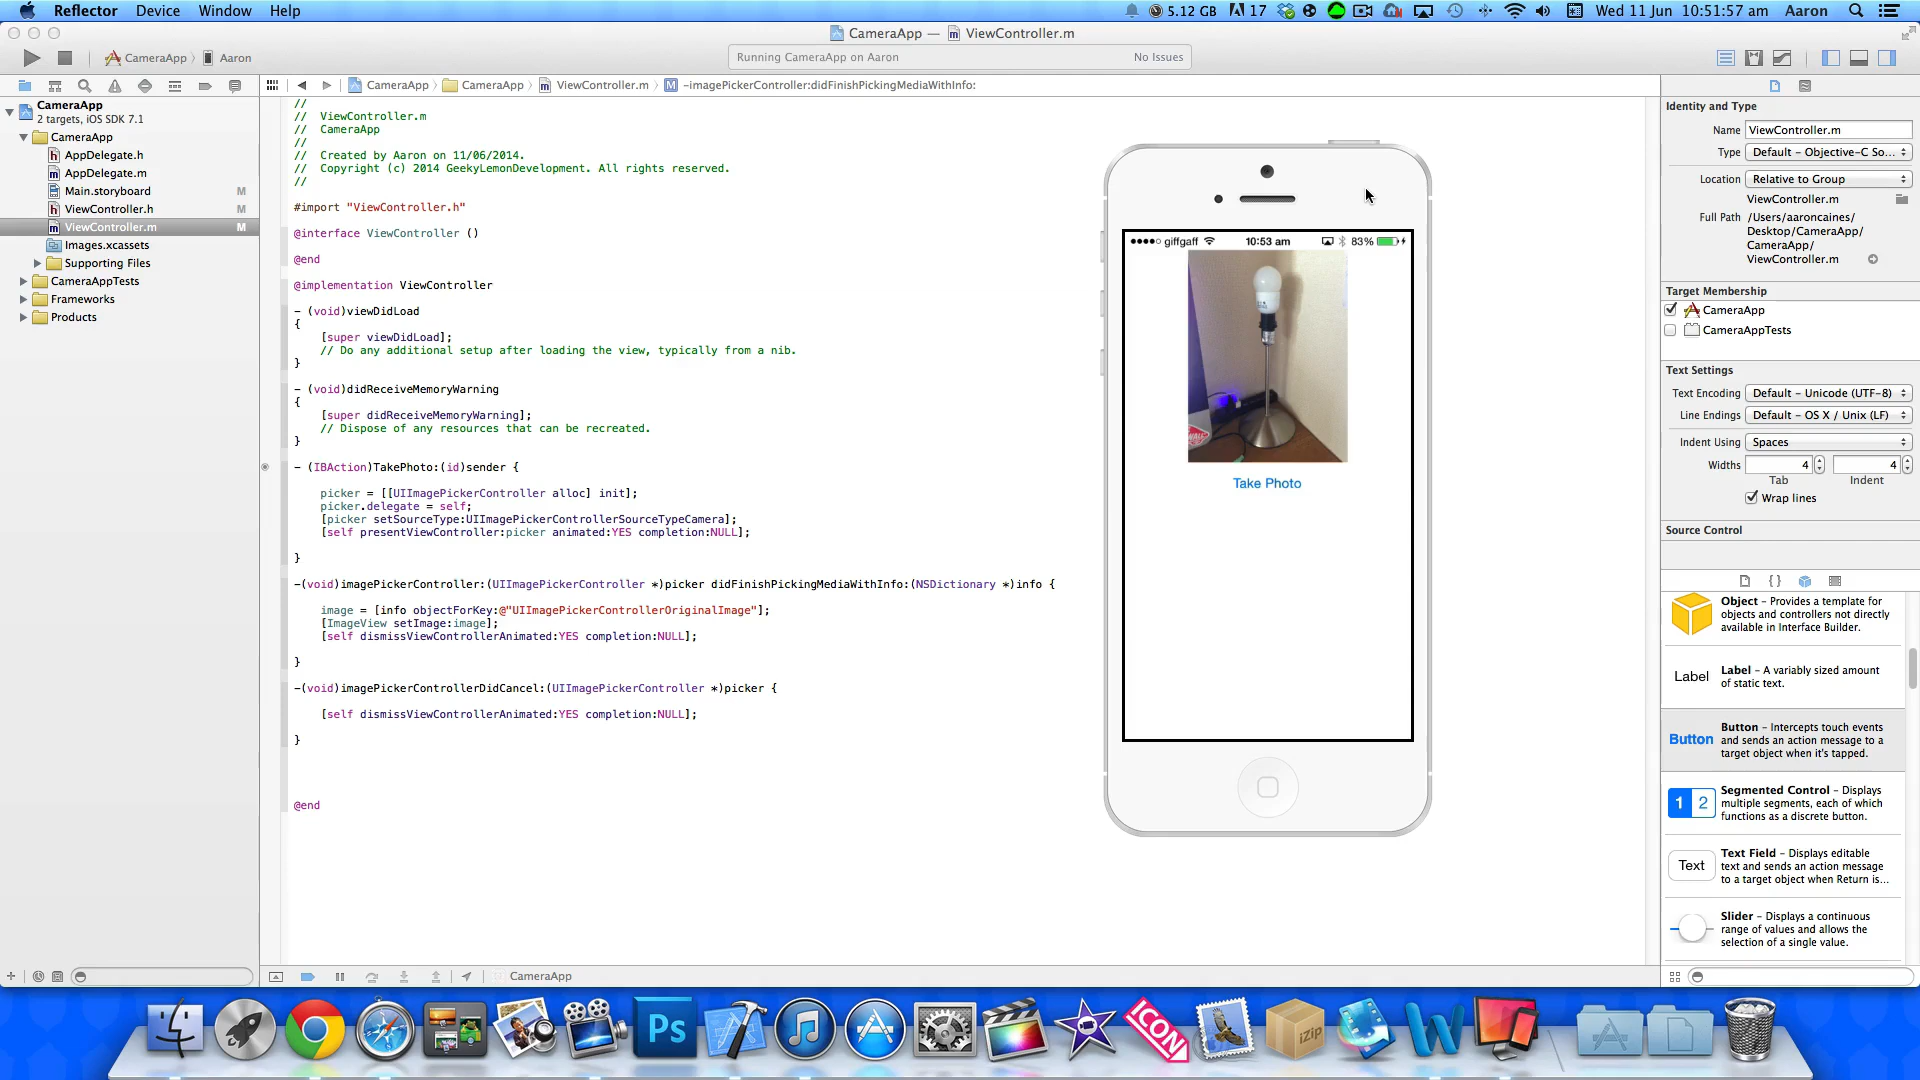 Reflector Device Window Help 5.12 GB 17 Wed 11 Jun 10:51:57 am Aaron
CameraApp — ViewController.m
CameraApp Aaron Running CameraApp on Aaron No Issues
CameraApp CameraApp ViewController.m M -imagePickerController:didFinishPickingMediaWithInfo:
CameraApp
2 targets, iOS SDK 7.1
CameraApp
h AppDelegate.h
m AppDelegate.m
Main.storyboard M
h ViewController.h M
m ViewController.m M
Images.xcassets
Supporting Files
CameraAppTests
Frameworks
Products
//
// ViewController.m
// CameraApp
//
// Created by Aaron on 11/06/2014.
// Copyright (c) 2014 GeekyLemonDevelopment. All rights reserved.
//
#import "ViewController.h"
@interface ViewController ()
@end
@implementation ViewController
- (void)viewDidLoad
{
[super viewDidLoad];
// Do any additional setup after loading the view, typically from a nib.
}
- (void)didReceiveMemoryWarning
{
[super didReceiveMemoryWarning];
// Dispose of any resources that can be recreated.
}
- (IBAction)TakePhoto:(id)sender {
picker = [[UIImagePickerController alloc] init];
picker.delegate = self;
[picker setSourceType:UIImagePickerControllerSourceTypeCamera];
[self presentViewController:picker animated:YES completion:NULL];
}
-(void)imagePickerController:(UIImagePickerController *)picker didFinishPickingMediaWithInfo:(NSDictionary *)info {
image = [info objectForKey:@"UIImagePickerControllerOriginalImage"];
[ImageView setImage:image];
[self dismissViewControllerAnimated:YES completion:NULL];
}
-(void)imagePickerControllerDidCancel:(UIImagePickerController *)picker {
[self dismissViewControllerAnimated:YES completion:NULL];
}
@end
giffgaff 10:53 am 83%
Take Photo
Identity and Type
Name ViewController.m
Type Default - Objective-C So...
Location Relative to Group
ViewController.m
Full Path /Users/aaroncaines/
Desktop/CameraApp/
CameraApp/
ViewController.m
Target Membership
CameraApp
CameraAppTests
Text Settings
Text Encoding Default - Unicode (UTF-8)
Line Endings Default - OS X / Unix (LF)
Indent Using Spaces
Widths 4 4
Tab Indent
Wrap lines
Source Control
{ }
Object - Provides a template for
objects and controllers not directly
available in Interface Builder.
Label Label - A variably sized amount
of static text.
Button - Intercepts touch events
Button and sends an action message to a
target object when it's tapped.
Segmented Control - Displays
1 2 multiple segments, each of which
functions as a discrete button.
Text Field - Displays editable
Text text and sends an action message
to a target object when Return is...
Slider - Displays a continuous
range of values and allows the
selection of a single value.
CameraApp
Ps
ICON
iZip
W